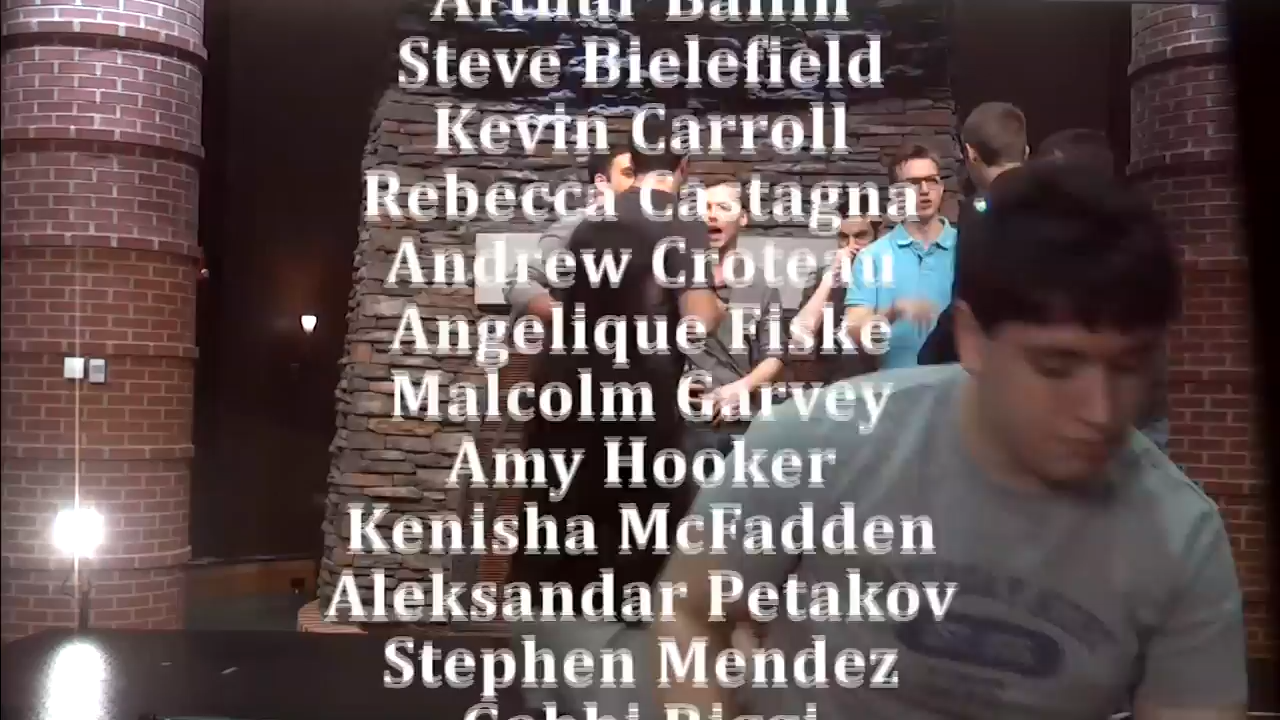 Steve Bielefield
Kevin Carroll
Rebecca Castagna
Andrew Croteau
Angelique Fiske
Malcolm Garvey
Amy Hooker
Kenisha McFadden
Aleksandar Petakov
Stephen Mendez